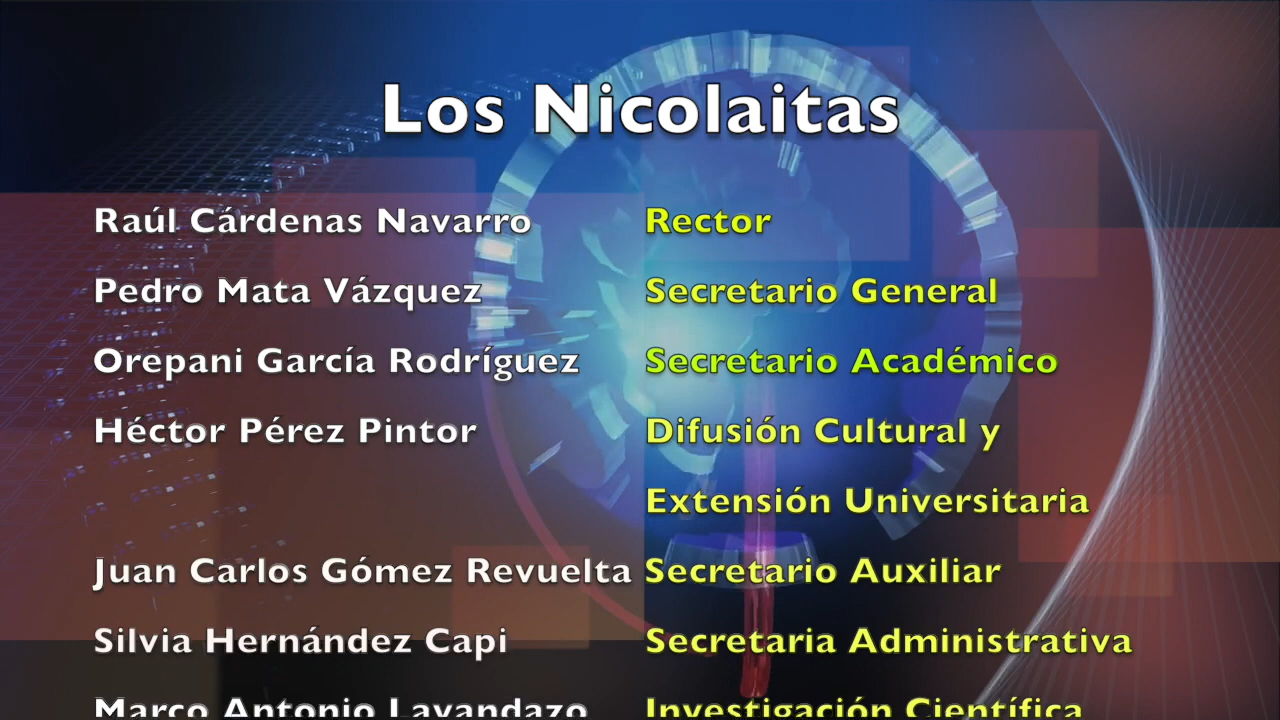 Los Nicolaitas
Raúl Cárdenas Navarro Rector
Pedro Mata Vázquez Secretario General
Orepani García Rodríguez Secretario Académico
Héctor Pérez Pintor Difusión Cultural y
Extensión Universitaria
Juan Carlos Gómez Revuelta Secretario Auxiliar
Silvia Hernández Capi Secretaria Administrativa
Marco Antonio Lavandazo Investigación Científica